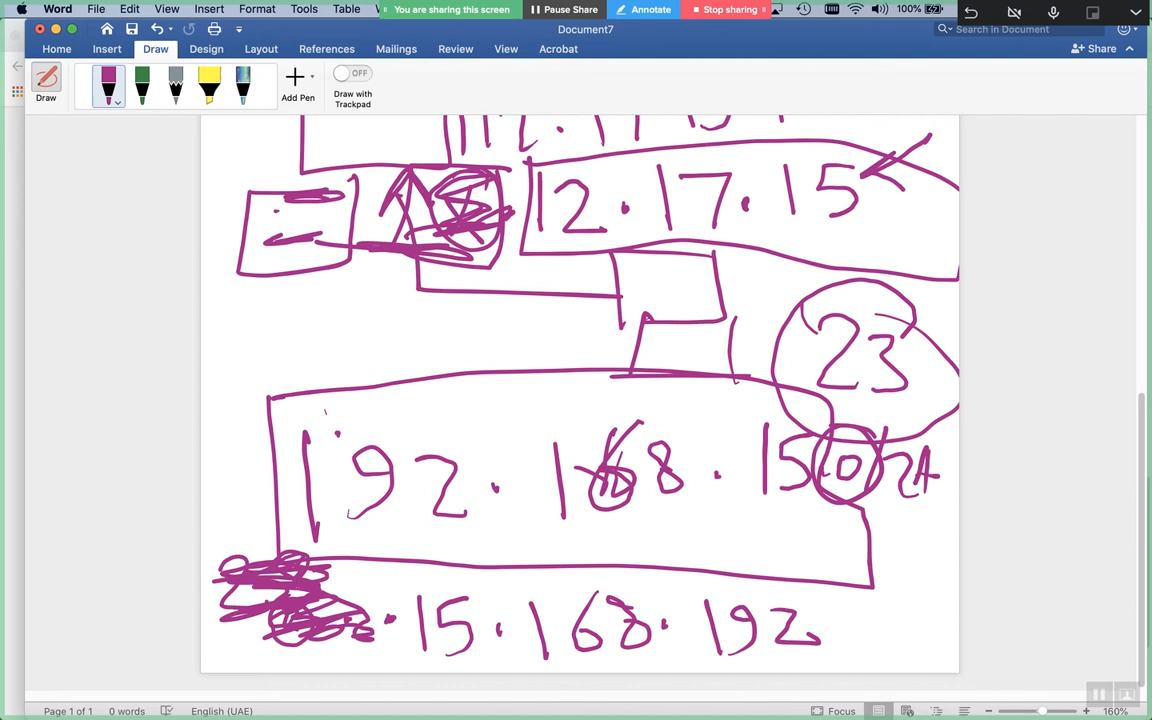 Word File Edit View Insert Format Tools Table 100%
You are sharing this screen Pause Share Annotate Stop sharing
Document7
Search in Document
Home Insert Draw Design Layout References Mailings Review View Acrobat
Share
OFF
Draw
Add Pen
Draw with
Trackpad
12.17.15
23
192.168.15.0/24
.15.168.192
Page 1 of 1 0 words English (UAE) Focus 160%